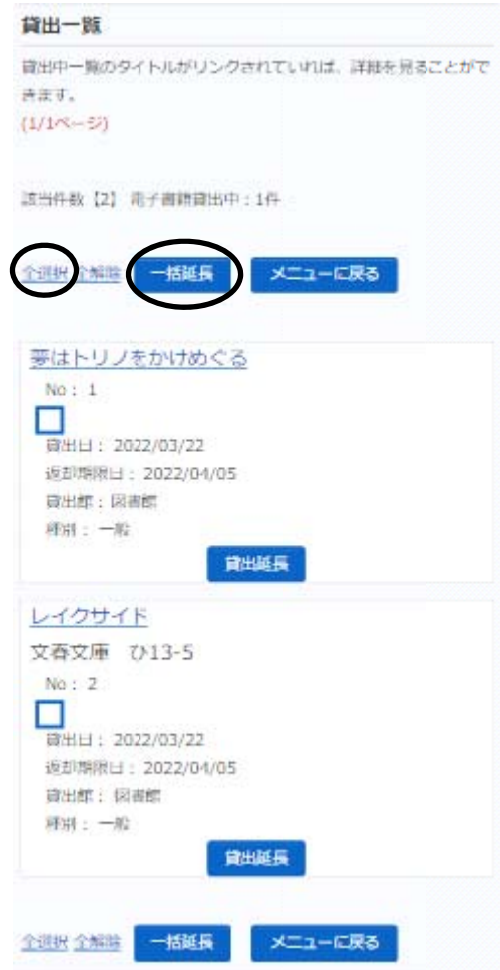 貸出一覧
貸出中一覧のタイトルがリンクされていれば、詳細を見ることがで
きます。
(1/1ページ)
該当件数【2】 電子書籍貸出中：1件
全選択 全解除 一括延長 メニューに戻る
夢はトリノをかけめぐる
No： 1
貸出日： 2022/03/22
返却期限日： 2022/04/05
貸出館： 図書館
種別： 一般
貸出延長
レイクサイド
文春文庫　ひ13-5
No： 2
貸出日： 2022/03/22
返却期限日： 2022/04/05
貸出館： 図書館
種別： 一般
貸出延長
全選択 全解除 一括延長 メニューに戻る